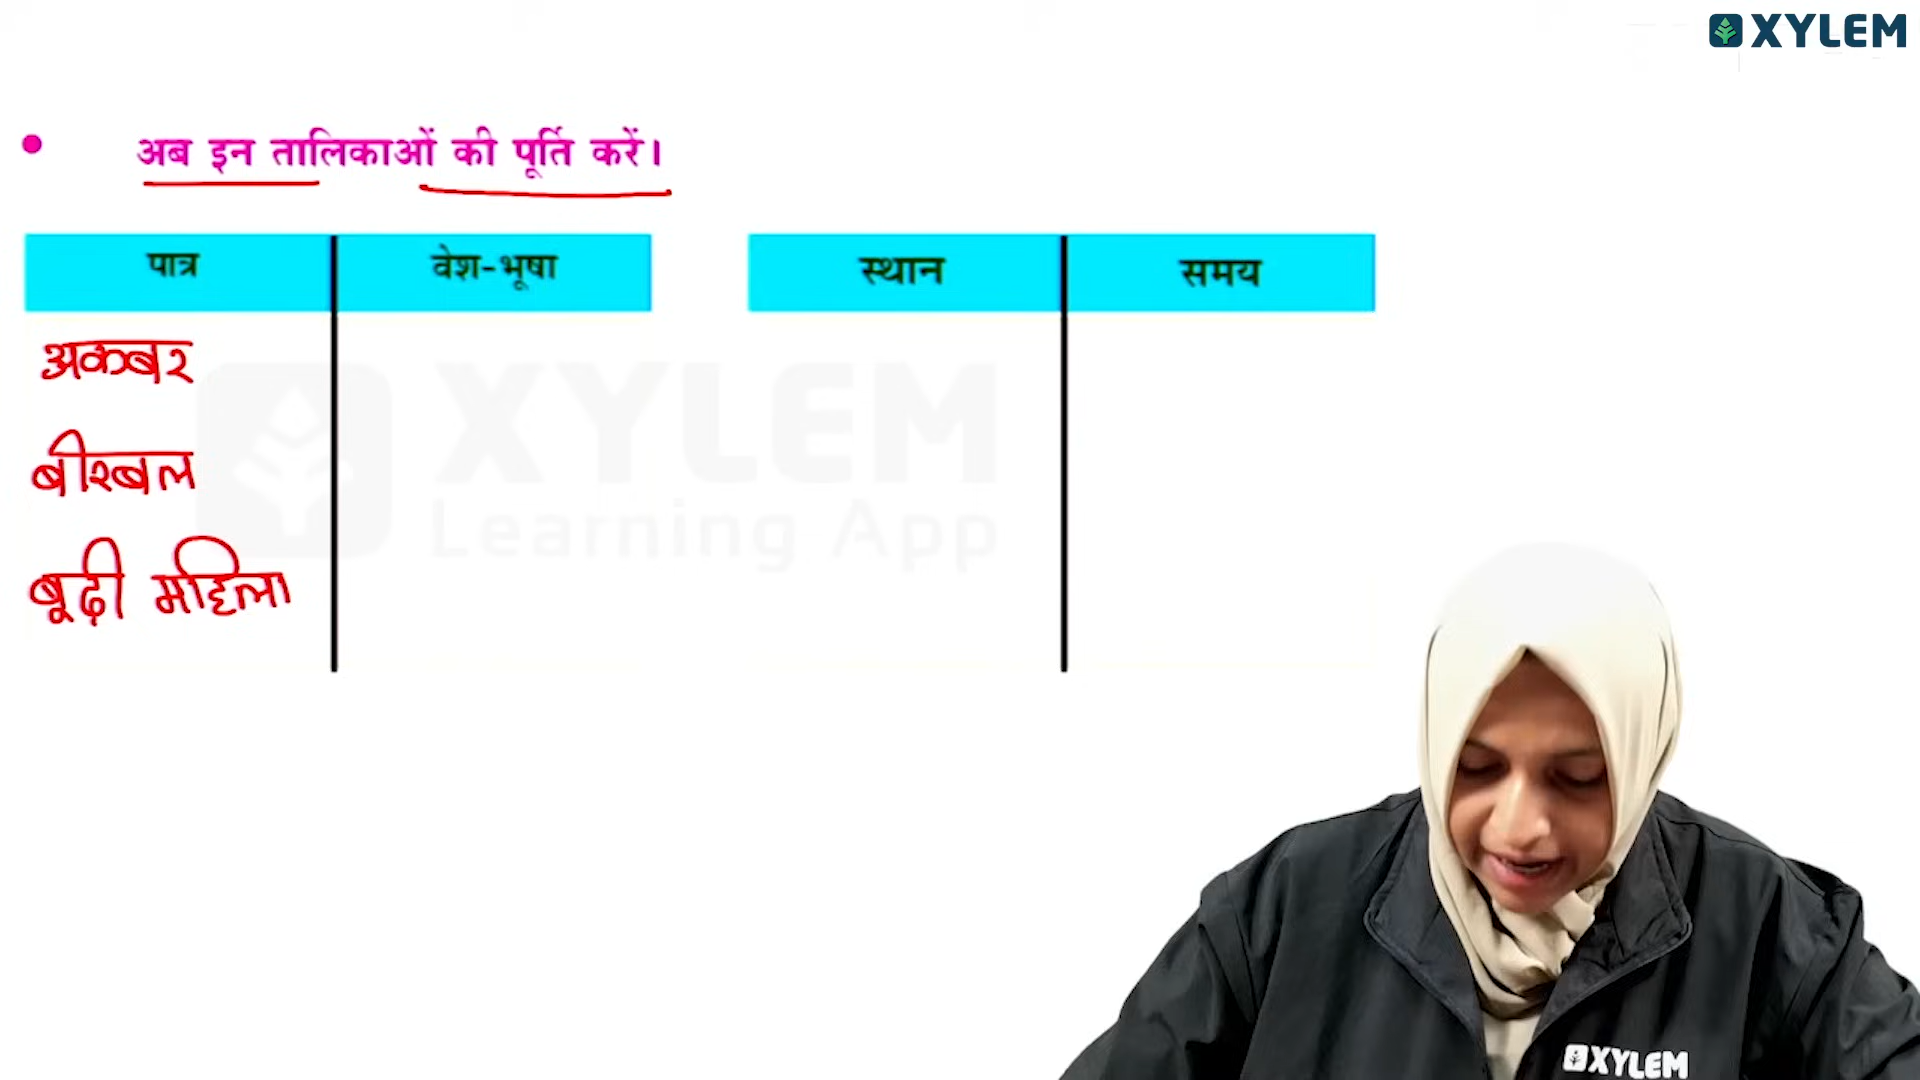 XYLEM
• अब इन तालिकाओं की पूर्ति करें।
पात्र वेश-भूषा स्थान समय
अकबर
बीरबल
बूढ़ी महिला
XYLEM
Learning App
XYLEM